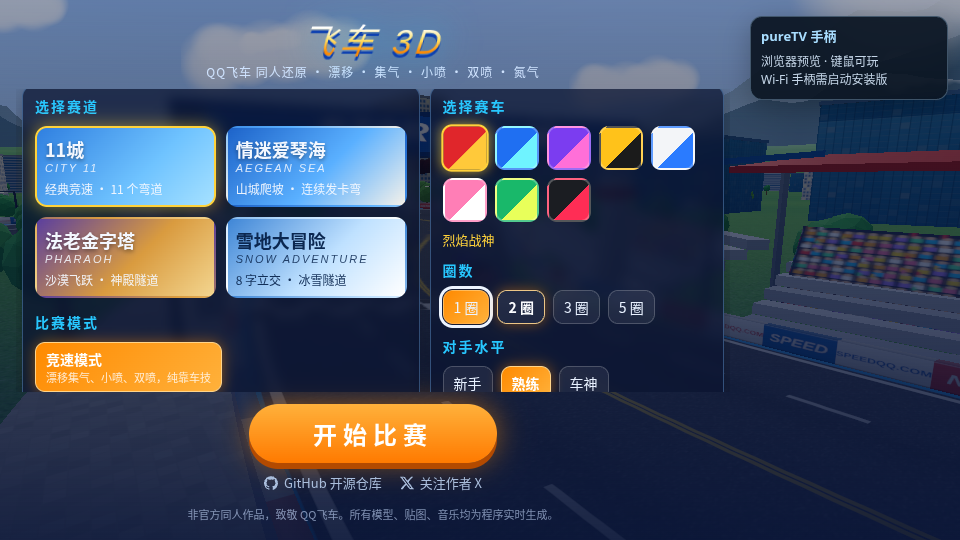 飞车 3D
QQ飞车 同人还原 · 漂移 · 集气 · 小喷 · 双喷 · 氮气
pureTV 手柄
浏览器预览 · 键鼠可玩
Wi-Fi 手柄需启动安装版
选择赛道
11城
CITY 11
经典竞速 · 11 个弯道
情迷爱琴海
AEGEAN SEA
山城爬坡 · 连续发卡弯
法老金字塔
PHARAOH
沙漠飞跃 · 神殿隧道
雪地大冒险
SNOW ADVENTURE
8 字立交 · 冰雪隧道
比赛模式
竞速模式
漂移集气、小喷、双喷，纯靠车技
选择赛车
烈焰战神
圈数
1 圈
2 圈
3 圈
5 圈
对手水平
新手
熟练
车神
SPEED
SPEEDQQ.COM
开始比赛
GitHub 开源仓库
关注作者 X
非官方同人作品，致敬 QQ飞车。所有模型、贴图、音乐均为程序实时生成。